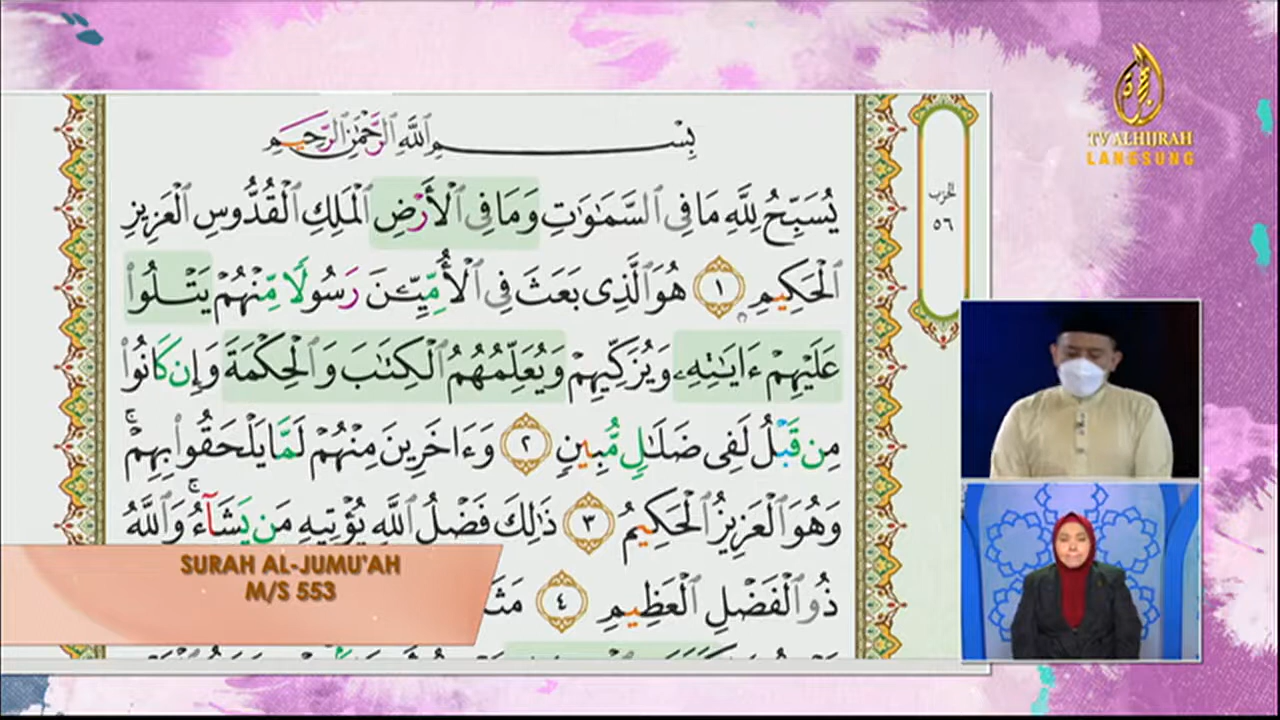 بِسْمِ ٱللَّهِ ٱلرَّحْمَٰنِ ٱلرَّحِيمِ
يُسَبِّحُ لِلَّهِ مَا فِى ٱلسَّمَٰوَٰتِ وَمَا فِى ٱلْأَرْضِ ٱلْمَلِكِ ٱلْقُدُّوسِ ٱلْعَزِيزِ
ٱلْحَكِيمِ ١ هُوَ ٱلَّذِى بَعَثَ فِى ٱلْأُمِّيِّۦنَ رَسُولًا مِّنْهُمْ يَتْلُوا۟
عَلَيْهِمْ ءَايَٰتِهِۦ وَيُزَكِّيهِمْ وَيُعَلِّمُهُمُ ٱلْكِتَٰبَ وَٱلْحِكْمَةَ وَإِن كَانُوا۟
مِن قَبْلُ لَفِى ضَلَٰلٍ مُّبِينٍ ٢ وَءَاخَرِينَ مِنْهُمْ لَمَّا يَلْحَقُوا۟ بِهِمْ ۚ
وَهُوَ ٱلْعَزِيزُ ٱلْحَكِيمُ ٣ ذَٰلِكَ فَضْلُ ٱللَّهِ يُؤْتِيهِ مَن يَشَآءُ ۚ وَٱللَّهُ
ذُو ٱلْفَضْلِ ٱلْعَظِيمِ ٤
الحزب
٥٦
TV ALHIJRAH
LANGSUNG
SURAH AL-JUMU'AH
M/S 553